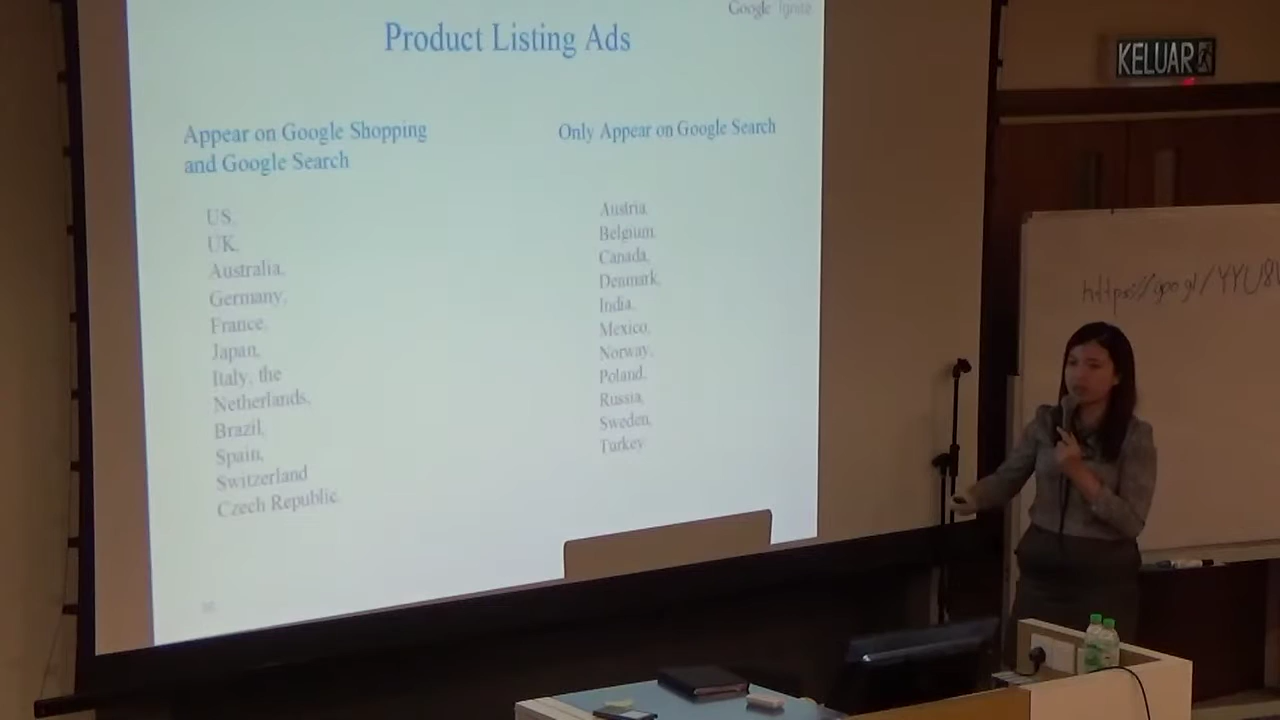 Google Ignite
Product Listing Ads
Appear on Google Shopping
and Google Search
US,
UK,
Australia,
Germany,
France,
Japan,
Italy, the
Netherlands,
Brazil,
Spain,
Switzerland
Czech Republic.
Only Appear on Google Search
Austria,
Belgium,
Canada,
Denmark,
India,
Mexico,
Norway,
Poland,
Russia,
Sweden,
Turkey.
KELUAR